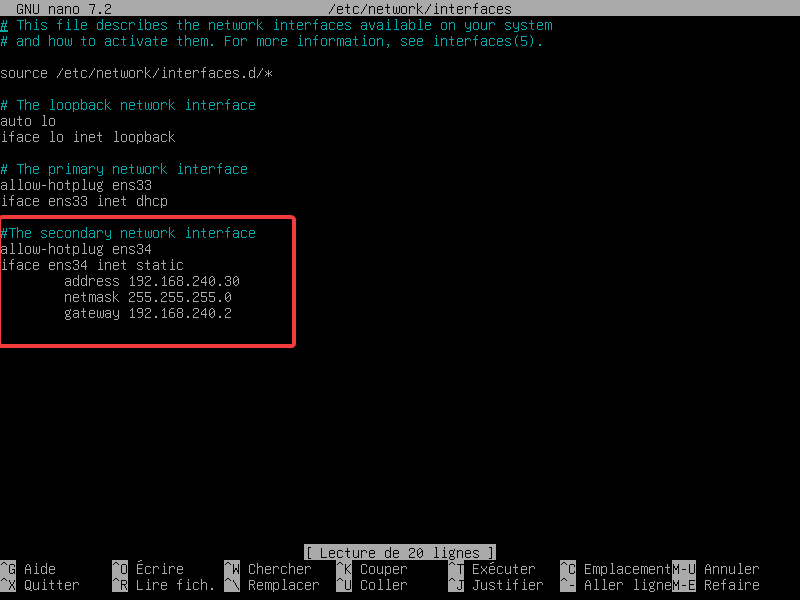 GNU nano 7.2 /etc/network/interfaces
# This file describes the network interfaces available on your system
# and how to activate them. For more information, see interfaces(5).
source /etc/network/interfaces.d/*
# The loopback network interface
auto lo
iface lo inet loopback
# The primary network interface
allow-hotplug ens33
iface ens33 inet dhcp
#The secondary network interface
allow-hotplug ens34
iface ens34 inet static
address 192.168.240.30
netmask 255.255.255.0
gateway 192.168.240.2
[ Lecture de 20 lignes ]
^G Aide ^O Écrire ^W Chercher ^K Couper ^T Exécuter ^C EmplacementM-U Annuler
^X Quitter ^R Lire fich. ^\ Remplacer ^U Coller ^J Justifier ^- Aller ligneM-E Refaire